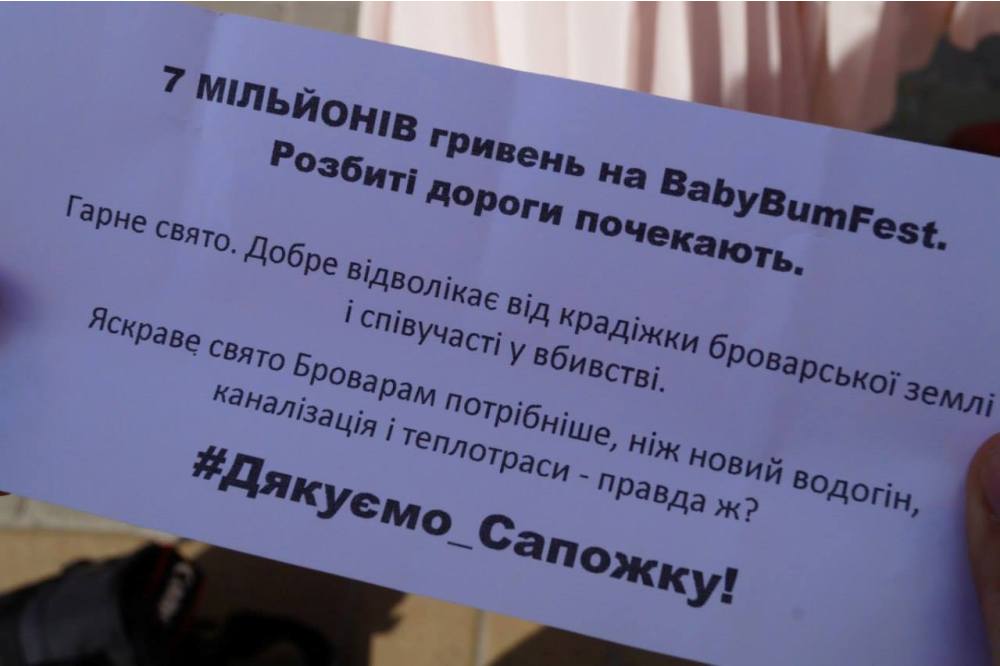 7 МІЛЬЙОНІВ гривень на BabyBumFest.
Розбиті дороги почекають.
Гарне свято. Добре відволікає від крадіжки броварської землі
і співучасті у вбивстві.
Яскраве свято Броварам потрібніше, ніж новий водогін,
каналізація і теплотраси - правда ж?
#Дякуємо_Сапожку!